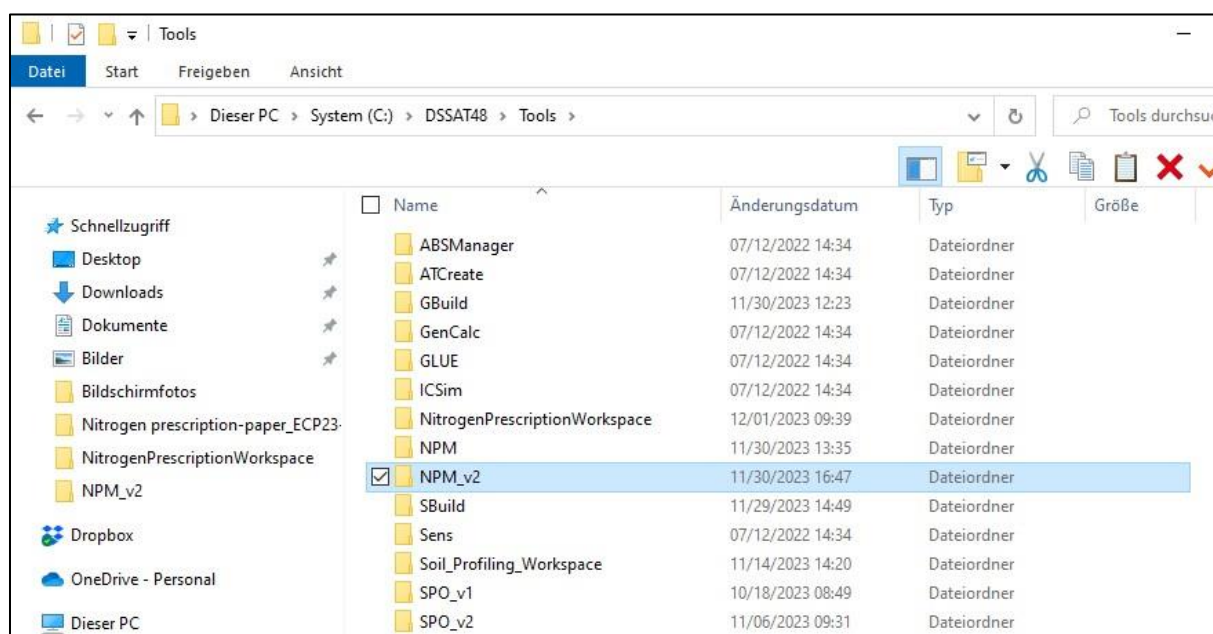 Tools
Datei Start Freigeben Ansicht
Dieser PC System (C:) DSSAT48 Tools Tools durchsu
Schnellzugriff
Desktop
Downloads
Dokumente
Bilder
Bildschirmfotos
Nitrogen prescription-paper_ECP23-
NitrogenPrescriptionWorkspace
NPM_v2
Dropbox
OneDrive - Personal
Dieser PC
Name Änderungsdatum Typ Größe
ABSManager 07/12/2022 14:34 Dateiordner
ATCreate 07/12/2022 14:34 Dateiordner
GBuild 11/30/2023 12:23 Dateiordner
GenCalc 07/12/2022 14:34 Dateiordner
GLUE 07/12/2022 14:34 Dateiordner
ICSim 07/12/2022 14:34 Dateiordner
NitrogenPrescriptionWorkspace 12/01/2023 09:39 Dateiordner
NPM 11/30/2023 13:35 Dateiordner
NPM_v2 11/30/2023 16:47 Dateiordner
SBuild 11/29/2023 14:49 Dateiordner
Sens 07/12/2022 14:34 Dateiordner
Soil_Profiling_Workspace 11/14/2023 14:20 Dateiordner
SPO_v1 10/18/2023 08:49 Dateiordner
SPO_v2 11/06/2023 09:31 Dateiordner